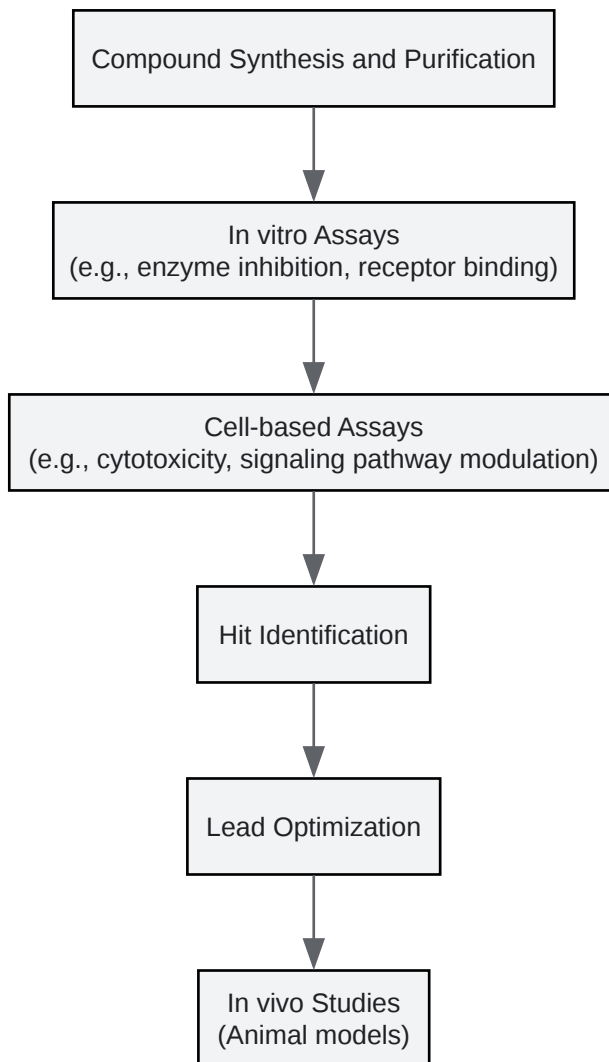 Compound Synthesis and Purification
In vitro Assays
(e.g., enzyme inhibition, receptor binding)
Cell-based Assays
(e.g., cytotoxicity, signaling pathway modulation)
Hit Identification
Lead Optimization
In vivo Studies
(Animal models)